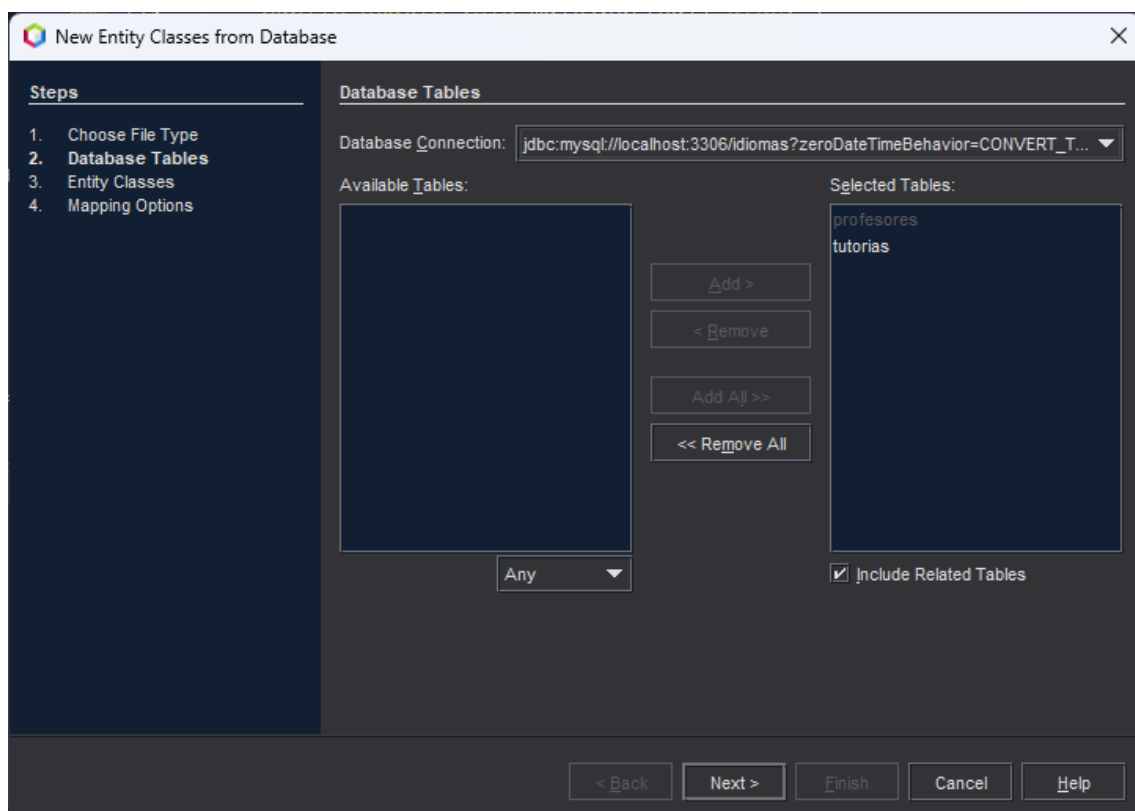 New Entity Classes from Database
Steps
1. Choose File Type
2. Database Tables
3. Entity Classes
4. Mapping Options
Database Tables
Database Connection: jdbc:mysql://localhost:3306/idiomas?zeroDateTimeBehavior=CONVERT_T...
Available Tables:
Selected Tables:
profesores
tutorias
Add >
< Remove
Add All >>
<< Remove All
Any
Include Related Tables
< Back Next > Finish Cancel Help